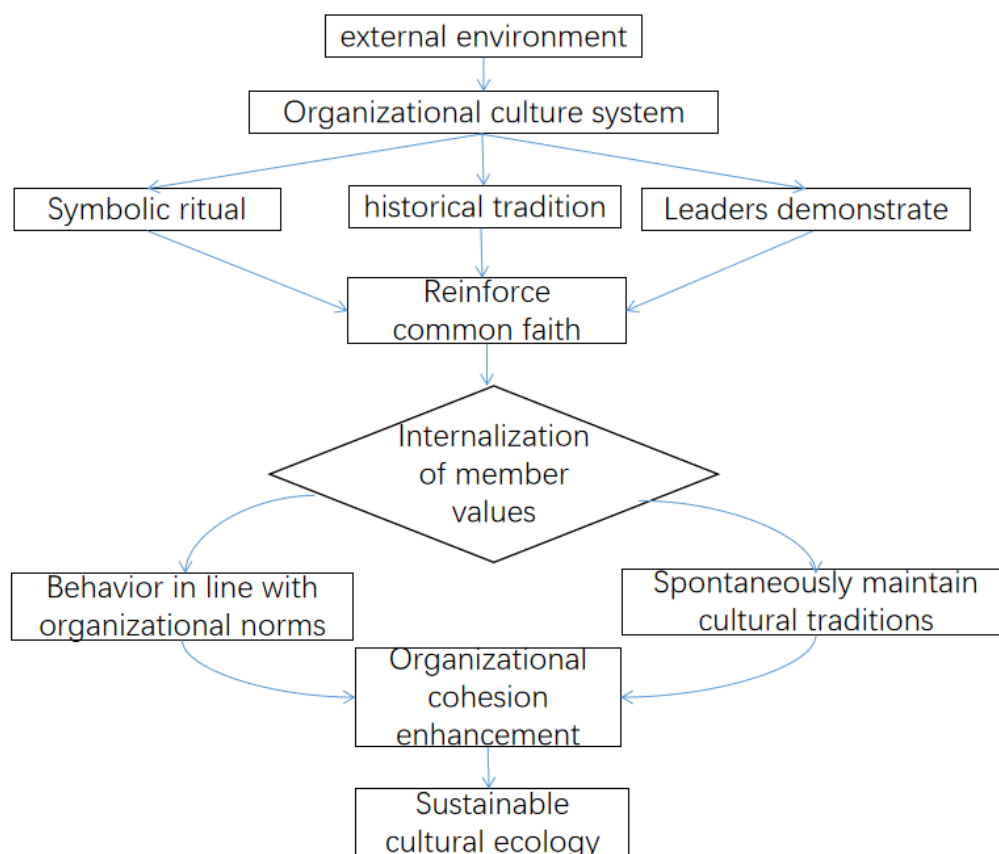 external environment
Organizational culture system
Symbolic ritual
historical tradition
Leaders demonstrate
Reinforce
common faith
Internalization
of member
values
Behavior in line with
organizational norms
Spontaneously maintain
cultural traditions
Organizational
cohesion
enhancement
Sustainable
cultural ecology